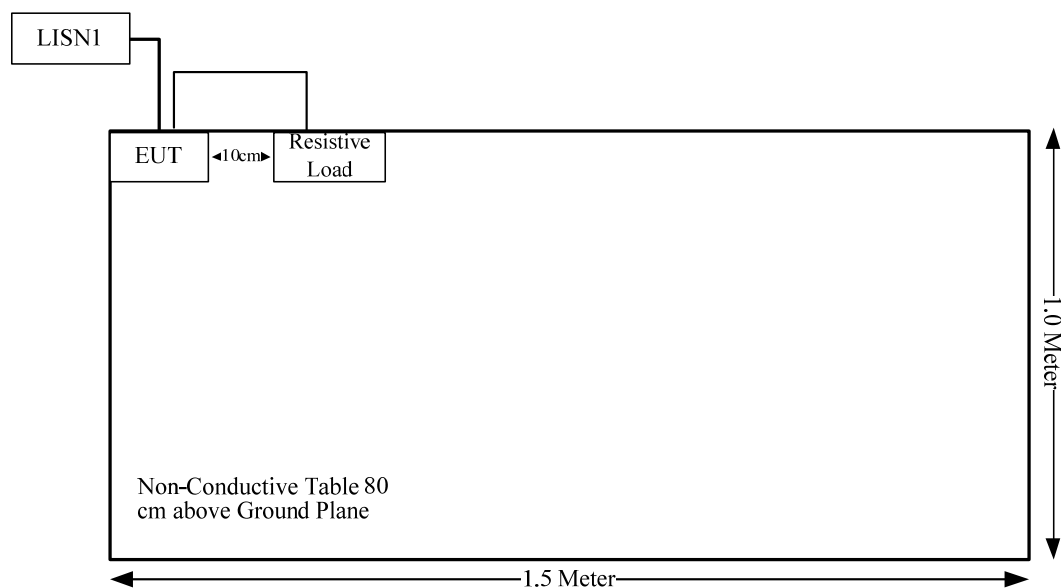 LISN1
EUT
10cm
Resistive
Load
1.0 Meter
Non-Conductive Table 80
cm above Ground Plane
1.5 Meter